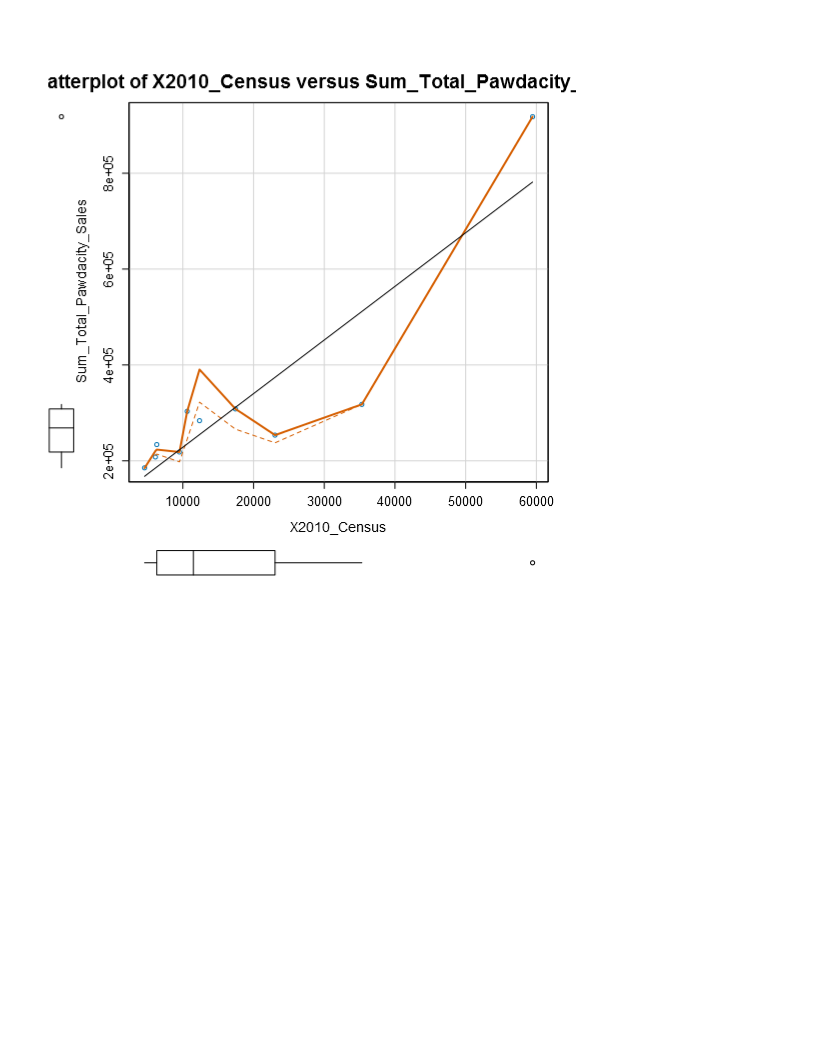 atterplot of X2010_Census versus Sum_Total_Pawdacity_
Sum_Total_Pawdacity_Sales
8e+05
6e+05
4e+05
2e+05
10000 20000 30000 40000 50000 60000
X2010_Census